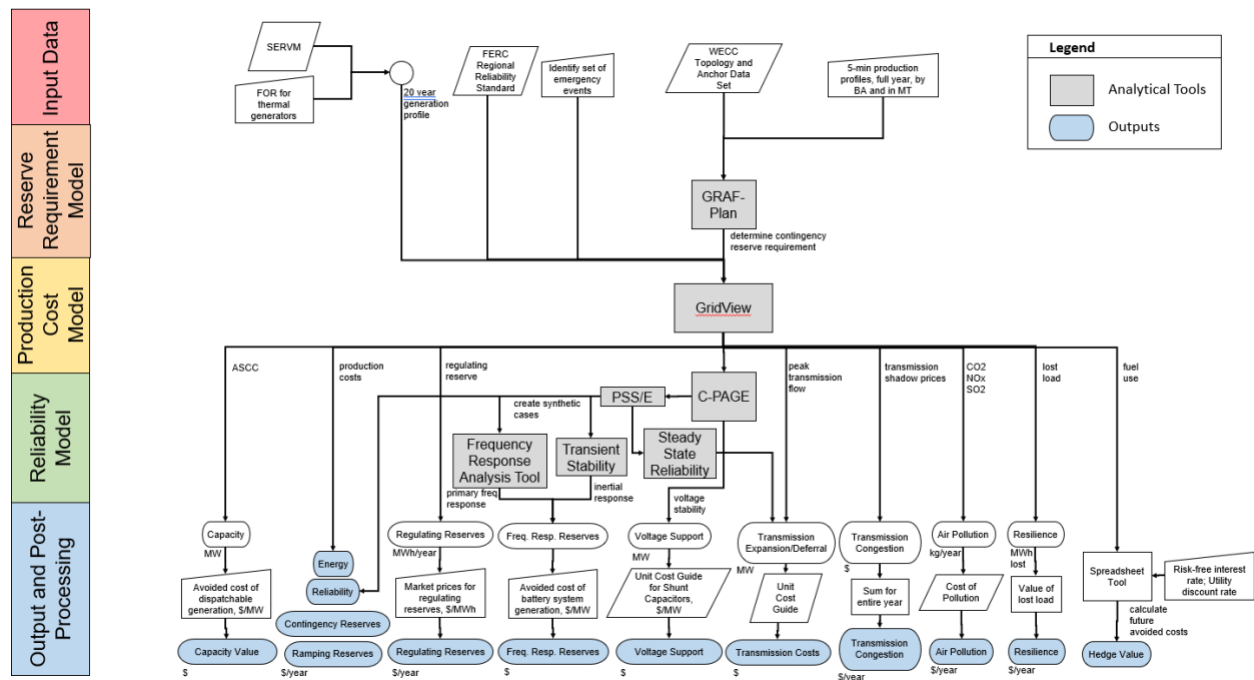 Input Data
Reserve
Requirement
Model
Production
Cost
Model
Reliability
Model
Output and Post-
Processing
SERVM
FOR for
thermal
generators
20 year
generation
profile
FERC
Regional
Reliability
Standard
Identify set of
emergency
events
WECC
Topology and
Anchor Data
Set
5-min production
profiles, full year, by
BA and in MT
Legend
Analytical Tools
Outputs
GRAF-
Plan
determine contingency
reserve requirement
GridView
ASCC
production
costs
regulating
reserve
peak
transmission
flow
transmission
shadow prices
CO2
NOx
SO2
lost
load
fuel
use
C-PAGE
PSS/E
create synthetic
cases
Frequency
Response
Analysis Tool
Transient
Stability
Steady
State
Reliability
primary freq.
response
inertial
response
voltage
stability
Capacity
MW
Avoided cost of
dispatchable
generation, $/MW
Capacity Value
$
Energy
Reliability
Contingency Reserves
Ramping Reserves
$/year
Regulating Reserves
MWh/year
Market prices for
regulating
reserves, $/MWh
Regulating Reserves
$/year
Freq. Resp. Reserves
Avoided cost of
battery system
generation, $/MW
Freq. Resp. Reserves
$
Voltage Support
MW
Unit Cost Guide
for Shunt
Capacitors,
$/MW
Voltage Support
$
Transmission
Expansion/Deferral
MW
Unit
Cost
Guide
Transmission Costs
$
Transmission
Congestion
$
Sum for
entire year
Transmission
Congestion
$/year
Air Pollution
kg/year
Cost of
Pollution
Air Pollution
$/year
Resilience
MWh
lost
Value of
lost load
Resilience
$/year
Spreadsheet
Tool
Risk-free interest
rate; Utility
discount rate
calculate
future
avoided costs
Hedge Value
$